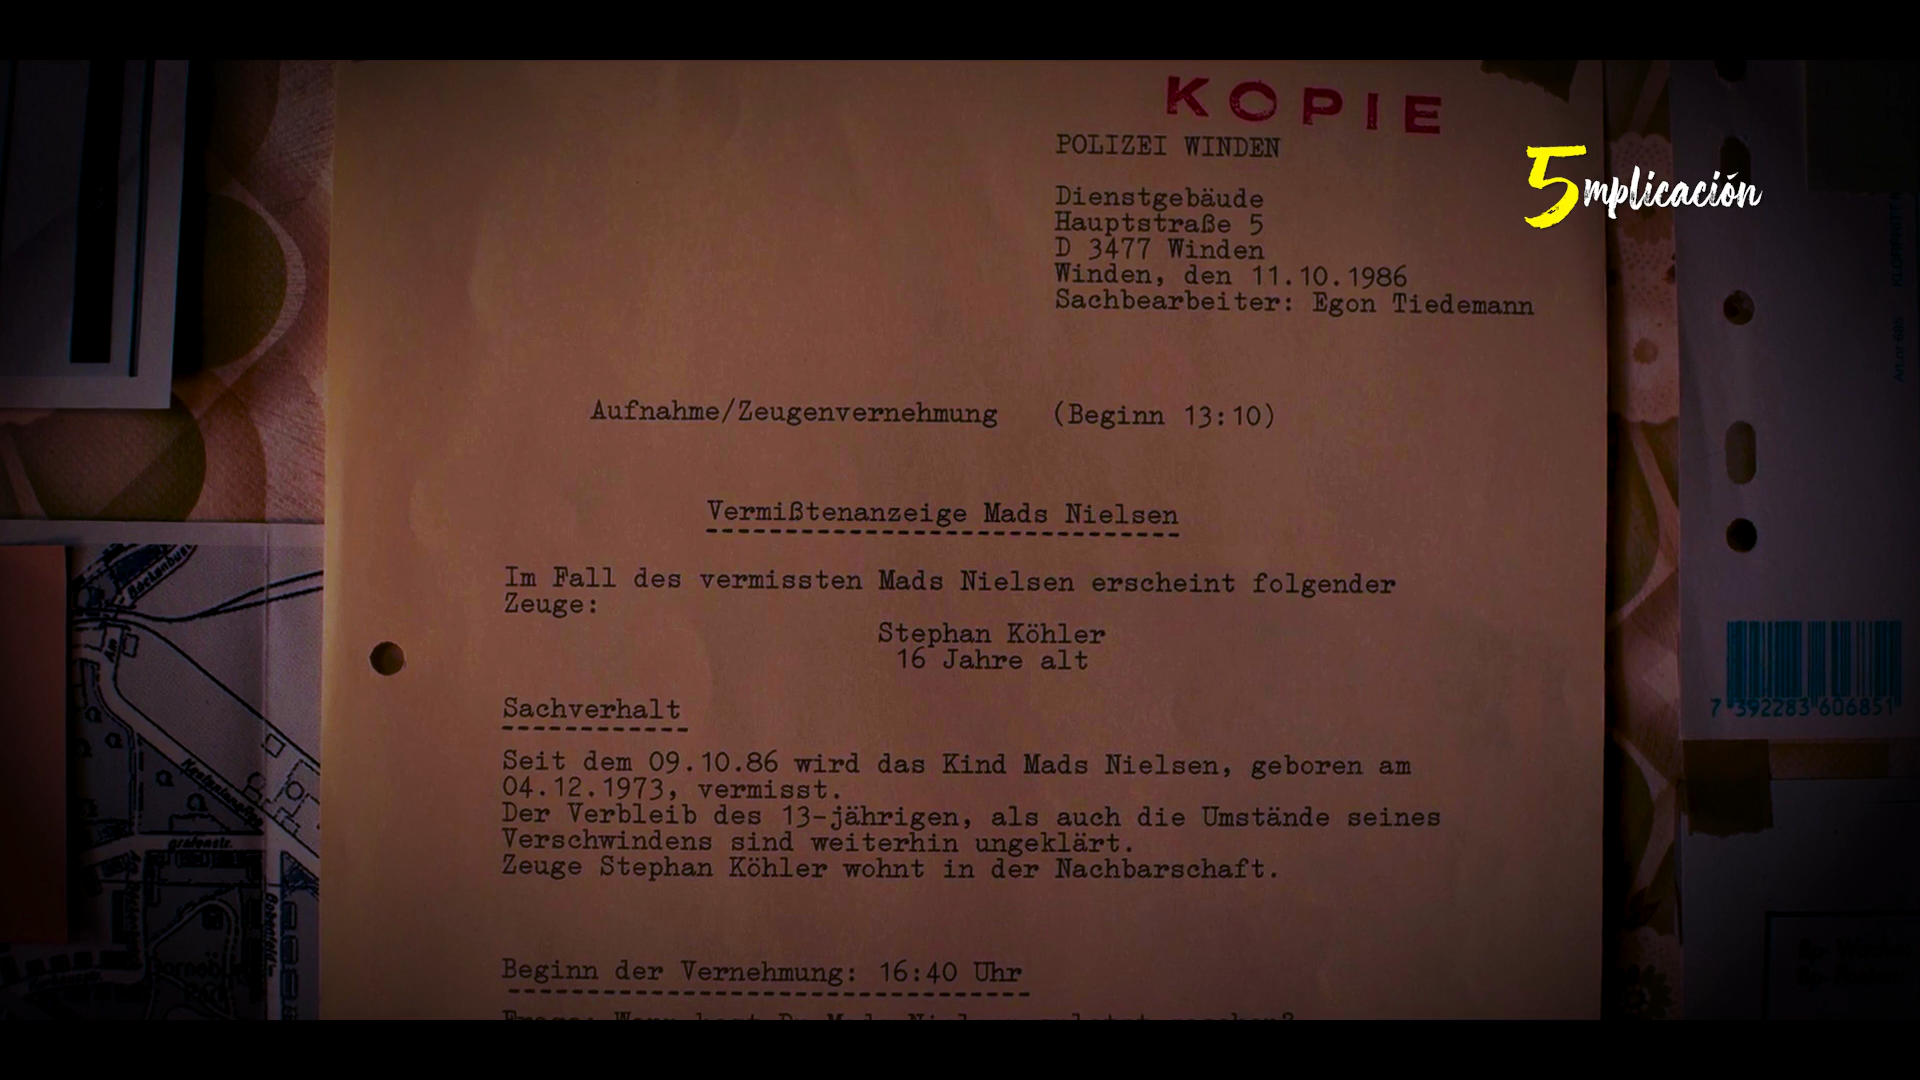 KOPIE
POLIZEI WINDEN
5mplicación
Dienstgebäude
Hauptstraße 5
D 3477 Winden
Winden, den 11.10.1986
Sachbearbeiter: Egon Tiedemann
Aufnahme/Zeugenvernehmung (Beginn 13:10)
Vermißtenanzeige Mads Nielsen
Im Fall des vermissten Mads Nielsen erscheint folgender
Zeuge:
Stephan Köhler
16 Jahre alt
Sachverhalt
Seit dem 09.10.86 wird das Kind Mads Nielsen, geboren am
04.12.1973, vermisst.
Der Verbleib des 13-jährigen, als auch die Umstände seines
Verschwindens sind weiterhin ungeklärt.
Zeuge Stephan Köhler wohnt in der Nachbarschaft.
Beginn der Vernehmung: 16:40 Uhr
7 392283 606851
Am